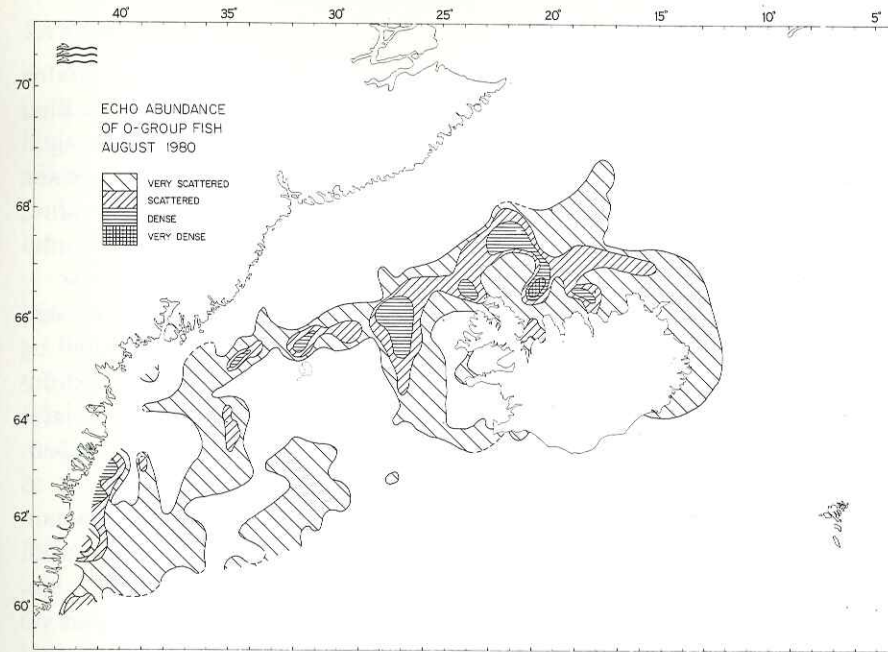 35° 30° 25° 20° 15° 10° 5°
70°
ECHO ABUNDANCE
OF O-GROUP FISH
AUGUST 1980
VERY SCATTERED
SCATTERED
DENSE
VERY DENSE
68°
66°
64°
62°
60°